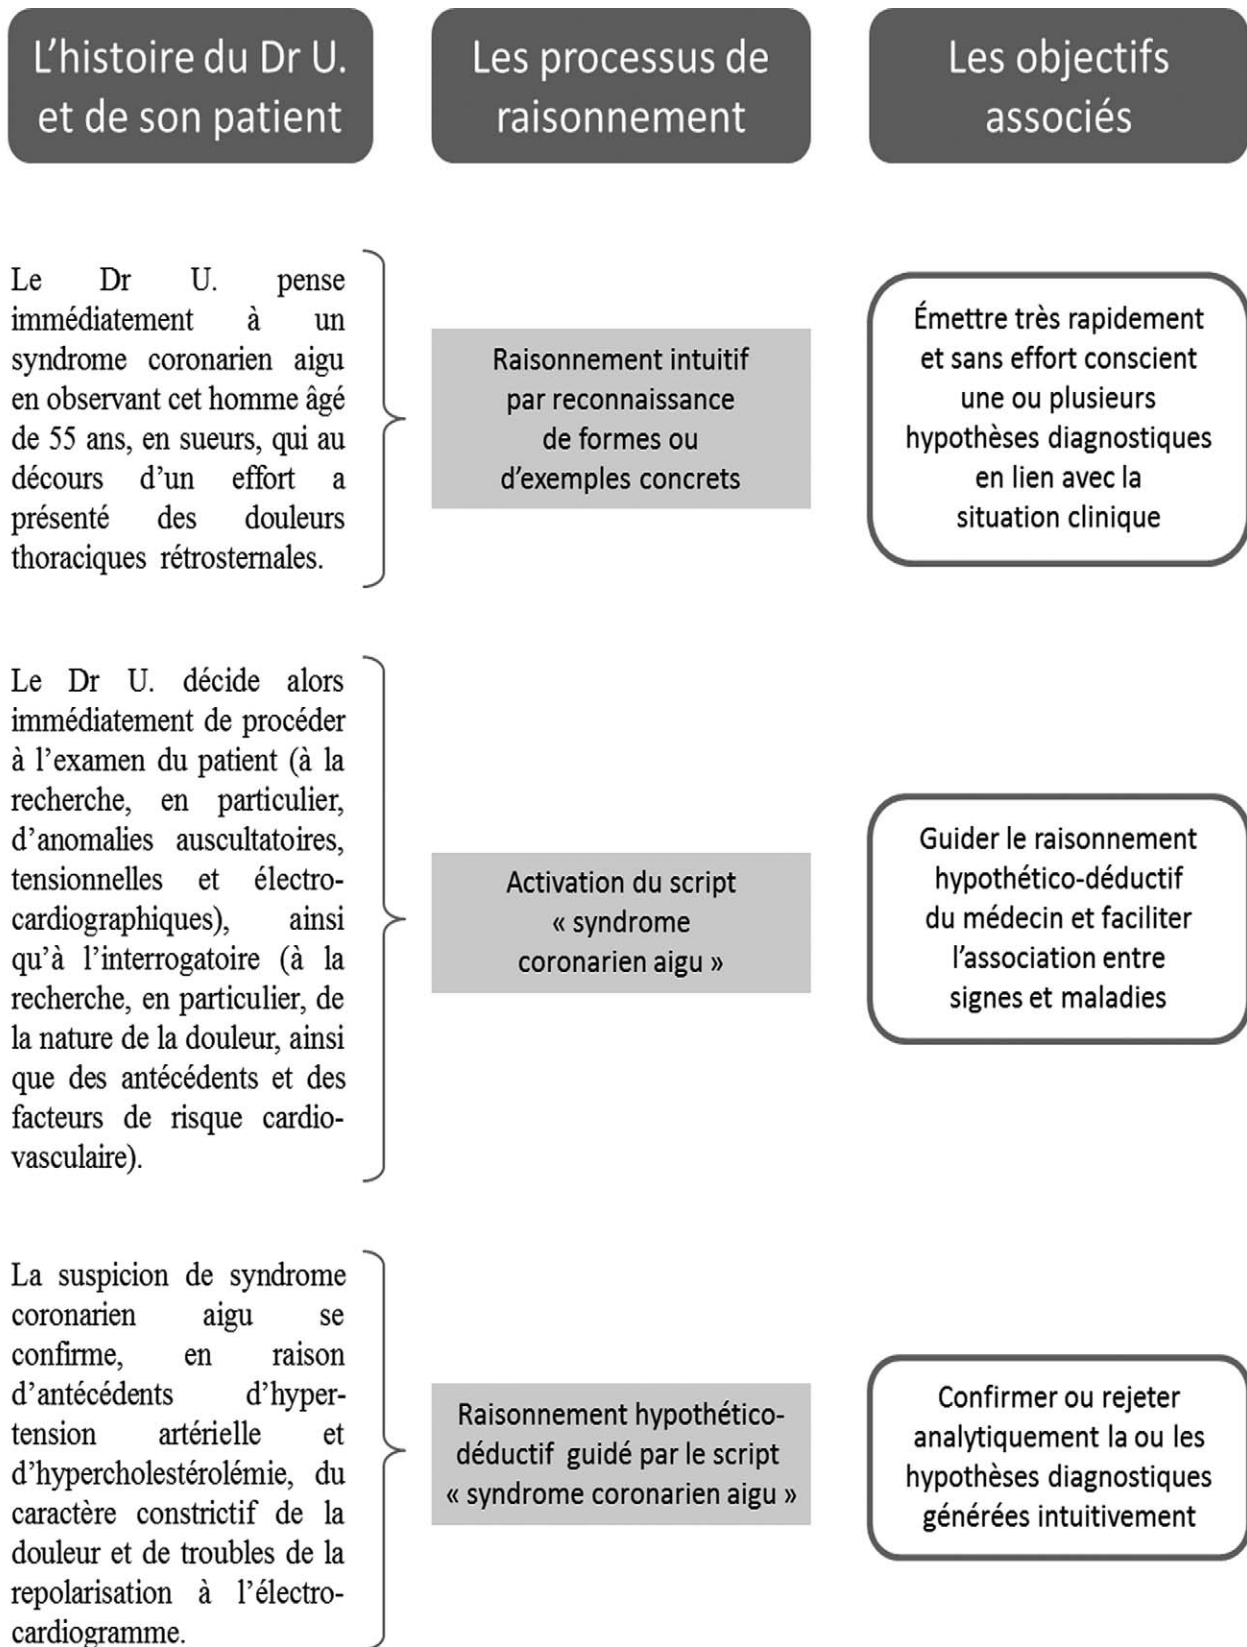 L’histoire du Dr U.
et de son patient
Les processus de
raisonnement
Les objectifs
associés
Le Dr U. pense
immédiatement à un
syndrome coronarien aigu
en observant cet homme âgé
de 55 ans, en sueurs, qui au
décours d’un effort a
présenté des douleurs
thoraciques rétrosternales.
Raisonnement intuitif
par reconnaissance
de formes ou
d’exemples concrets
Émettre très rapidement
et sans effort conscient
une ou plusieurs
hypothèses diagnostiques
en lien avec la
situation clinique
Le Dr U. décide alors
immédiatement de procéder
à l’examen du patient (à la
recherche, en particulier,
d’anomalies auscultatoires,
tensionnelles et électro-
cardiographiques), ainsi
qu’à l’interrogatoire (à la
recherche, en particulier, de
la nature de la douleur, ainsi
que des antécédents et des
facteurs de risque cardio-
vasculaire).
Activation du script
« syndrome
coronarien aigu »
Guider le raisonnement
hypothético-déductif
du médecin et faciliter
l’association entre
signes et maladies
La suspicion de syndrome
coronarien aigu se
confirme, en raison
d’antécédents d’hyper-
tension artérielle et
d’hypercholestérolémie, du
caractère constrictif de la
douleur et de troubles de la
repolarisation à l’électro-
cardiogramme.
Raisonnement hypothético-
déductif guidé par le script
« syndrome coronarien aigu »
Confirmer ou rejeter
analytiquement la ou les
hypothèses diagnostiques
générées intuitivement